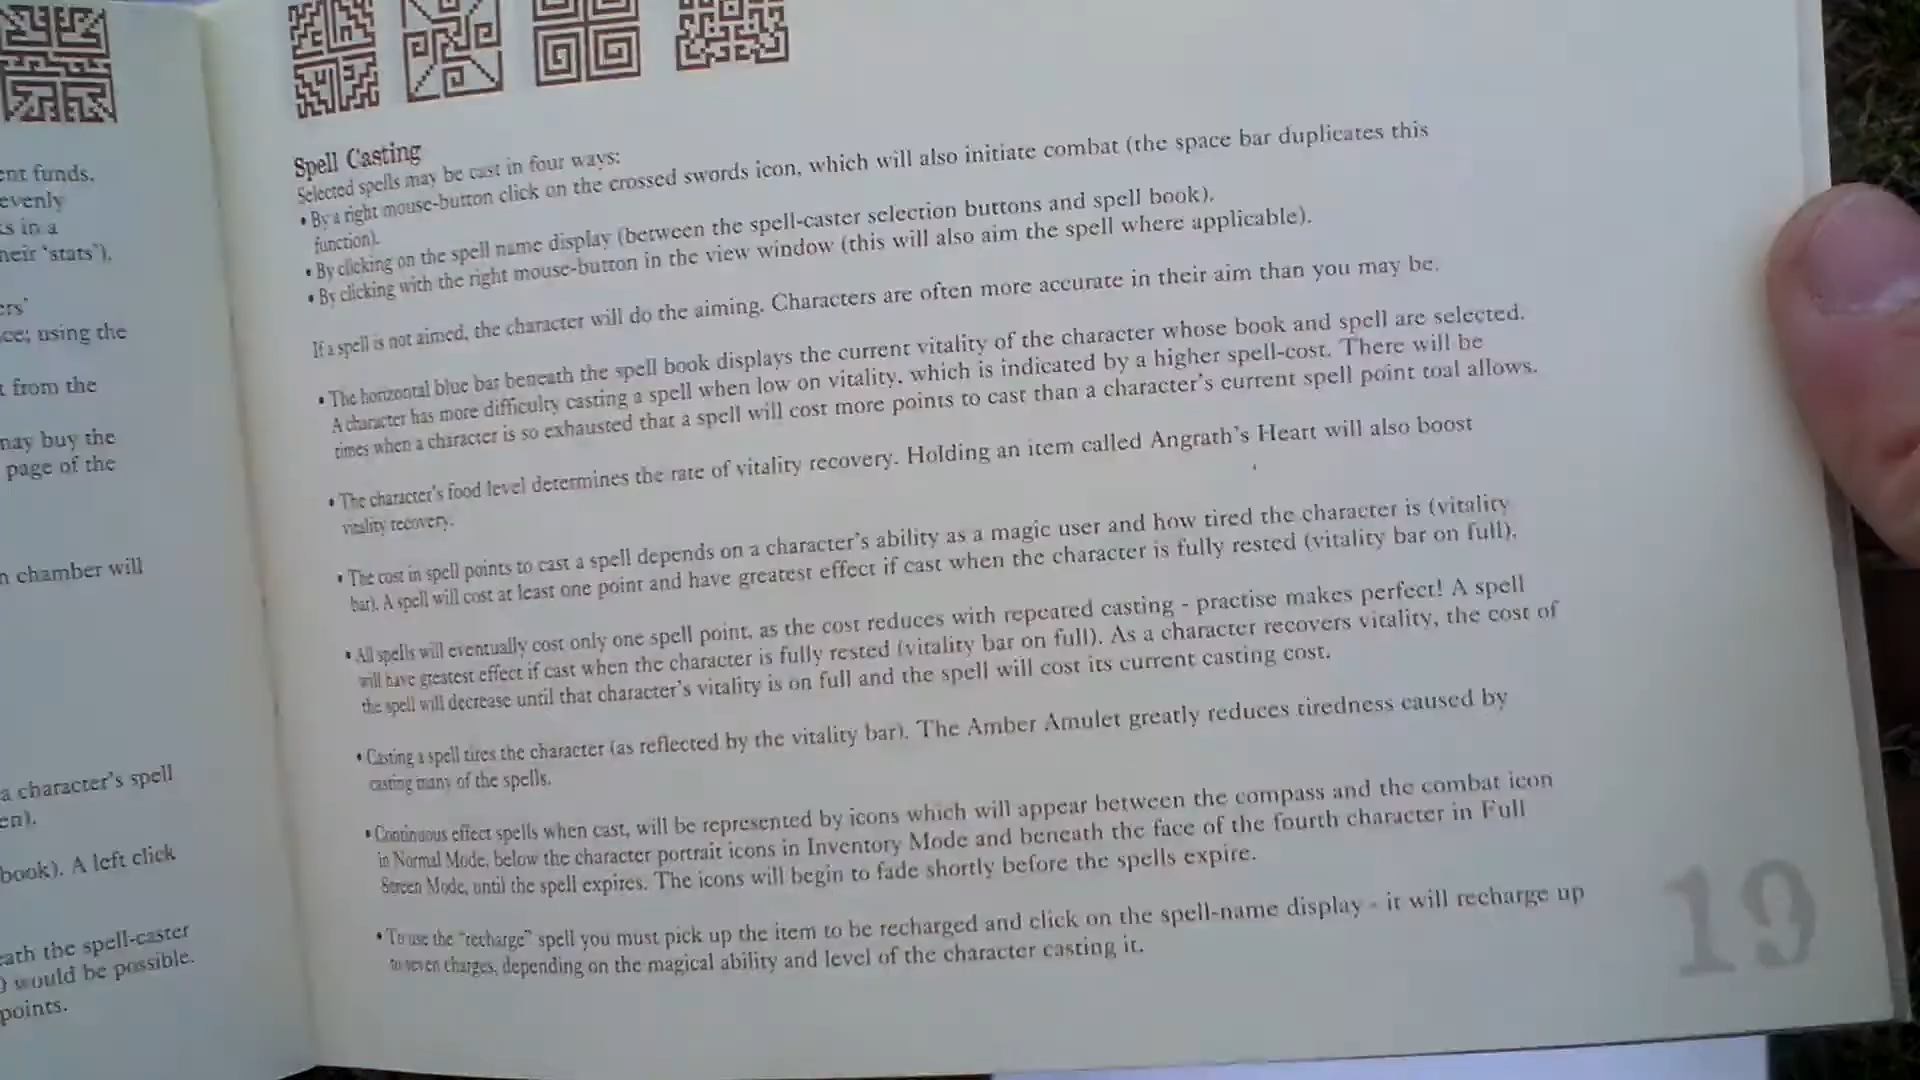 ent funds.
evenly
ks in a
heir 'stats').
ers'
ce; using the
t from the
may buy the
page of the
n chamber will
a character's spell
en).
book). A left click
eath the spell-caster
) would be possible.
points.
Spell Casting
Selected spells may be cast in four ways:
• By a right mouse-button click on the crossed swords icon, which will also initiate combat (the space bar duplicates this
function).
• By clicking on the spell name display (between the spell-caster selection buttons and spell book).
• By clicking with the right mouse-button in the view window (this will also aim the spell where applicable).
If a spell is not aimed, the character will do the aiming. Characters are often more accurate in their aim than you may be.
• The horizontal blue bar beneath the spell book displays the current vitality of the character whose book and spell are selected.
A character has more difficulty casting a spell when low on vitality, which is indicated by a higher spell-cost. There will be
times when a character is so exhausted that a spell will cost more points to cast than a character's current spell point toal allows.
• The character's food level determines the rate of vitality recovery. Holding an item called Angrath's Heart will also boost
vitality recovery.
• The cost in spell points to cast a spell depends on a character's ability as a magic user and how tired the character is (vitality
bar). A spell will cost at least one point and have greatest effect if cast when the character is fully rested (vitality bar on full).
• All spells will eventually cost only one spell point, as the cost reduces with repeated casting - practise makes perfect! A spell
will have greatest effect if cast when the character is fully rested (vitality bar on full). As a character recovers vitality, the cost of
the spell will decrease until that character's vitality is on full and the spell will cost its current casting cost.
• Casting a spell tires the character (as reflected by the vitality bar). The Amber Amulet greatly reduces tiredness caused by
casting many of the spells.
• Continuous effect spells when cast, will be represented by icons which will appear between the compass and the combat icon
in Normal Mode, below the character portrait icons in Inventory Mode and beneath the face of the fourth character in Full
Screen Mode, until the spell expires. The icons will begin to fade shortly before the spells expire.
• To use the "recharge" spell you must pick up the item to be recharged and click on the spell-name display - it will recharge up
to seven charges, depending on the magical ability and level of the character casting it.
19